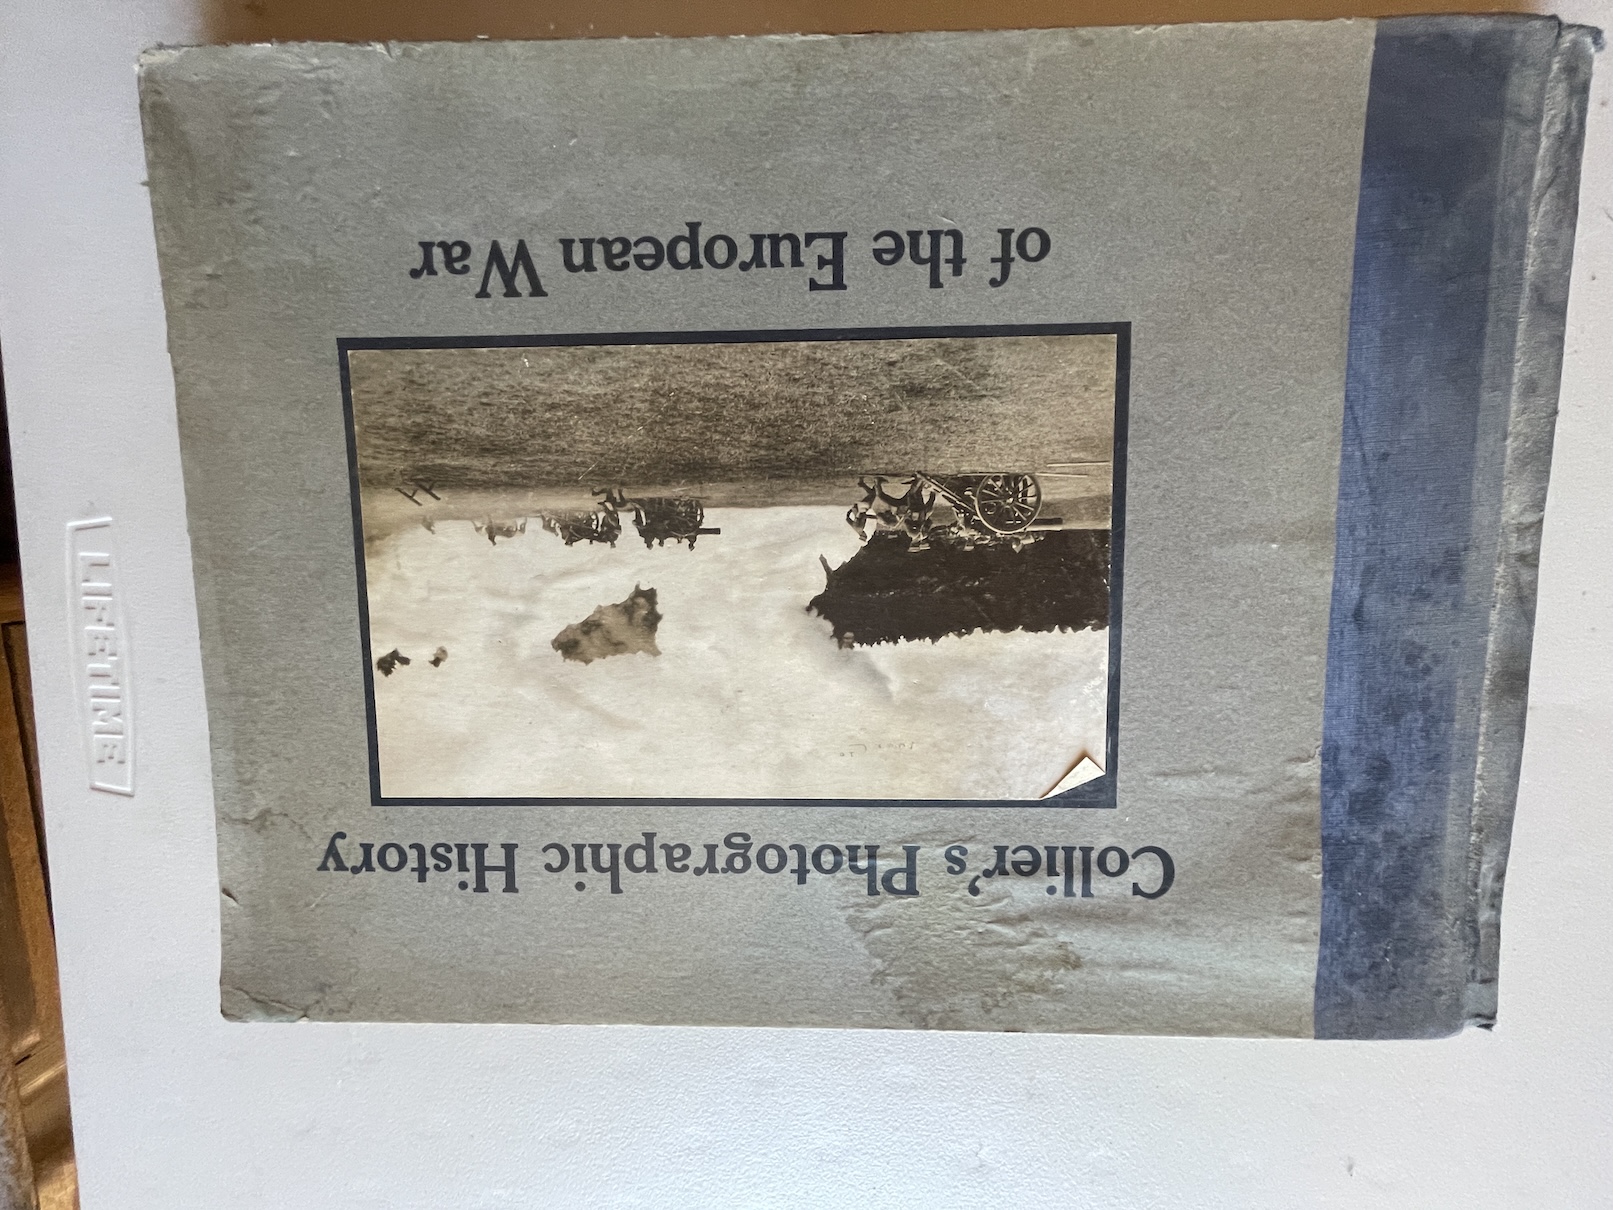 Collier's Photographic History
of the European War
LIFETIME